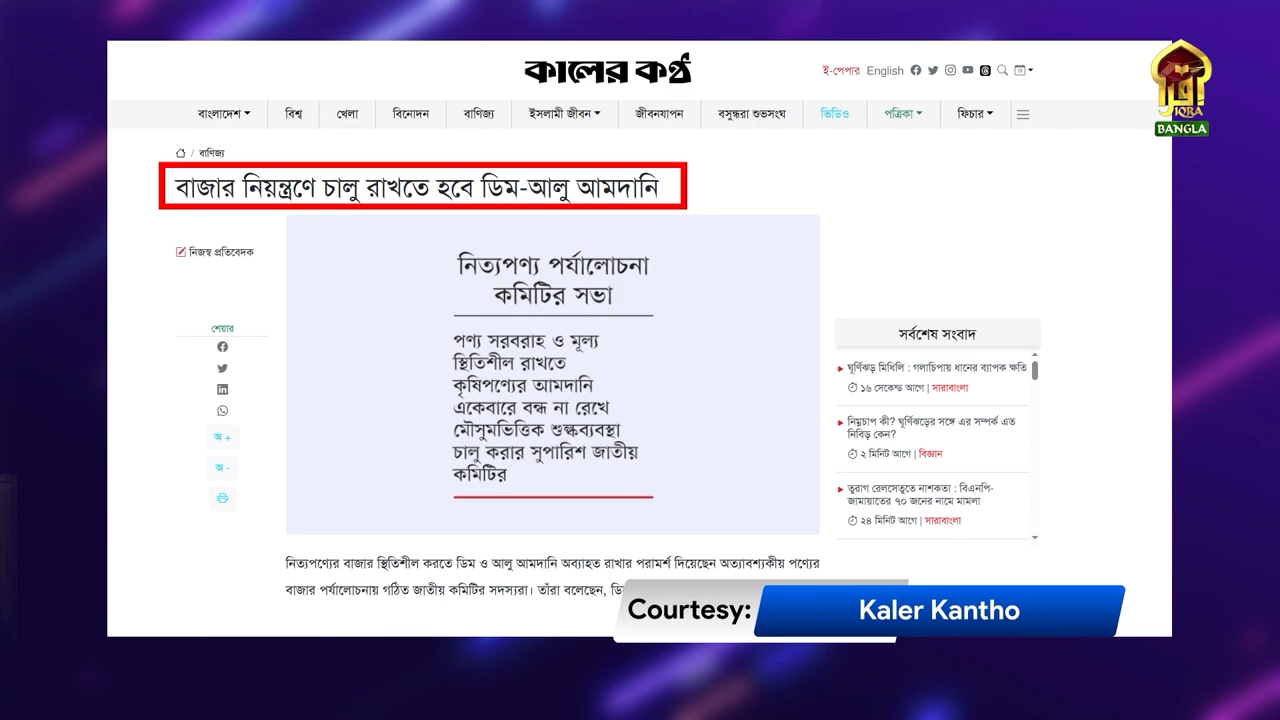 কালের কণ্ঠ
ই-পেপার English
IQRA
BANGLA
বাংলাদেশ বিশ্ব খেলা বিনোদন বাণিজ্য ইসলামী জীবন জীবনযাপন বসুন্ধরা শুভসংঘ ভিডিও পত্রিকা ফিচার
/ বাণিজ্য
বাজার নিয়ন্ত্রণে চালু রাখতে হবে ডিম-আলু আমদানি
নিজস্ব প্রতিবেদক
শেয়ার
অ +
অ -
নিত্যপণ্য পর্যালোচনা
কমিটির সভা
পণ্য সরবরাহ ও মূল্য
স্থিতিশীল রাখতে
কৃষিপণ্যের আমদানি
একেবারে বন্ধ না রেখে
মৌসুমভিত্তিক শুল্কব্যবস্থা
চালু করার সুপারিশ জাতীয়
কমিটির
সর্বশেষ সংবাদ
ঘূর্ণিঝড় মিধিলি : গলাচিপায় ধানের ব্যাপক ক্ষতি
১৬ সেকেন্ড আগে | সারাবাংলা
নিম্নচাপ কী? ঘূর্ণিঝড়ের সঙ্গে এর সম্পর্ক এত
নিবিড় কেন?
২ মিনিট আগে | বিজ্ঞান
তুরাগ রেলসেতুতে নাশকতা : বিএনপি-
জামায়াতের ৭০ জনের নামে মামলা
২৪ মিনিট আগে | সারাবাংলা
নিত্যপণ্যের বাজার স্থিতিশীল করতে ডিম ও আলু আমদানি অব্যাহত রাখার পরামর্শ দিয়েছেন অত্যাবশ্যকীয় পণ্যের
বাজার পর্যালোচনায় গঠিত জাতীয় কমিটির সদস্যরা। তাঁরা বলেছেন,
Courtesy: Kaler Kantho